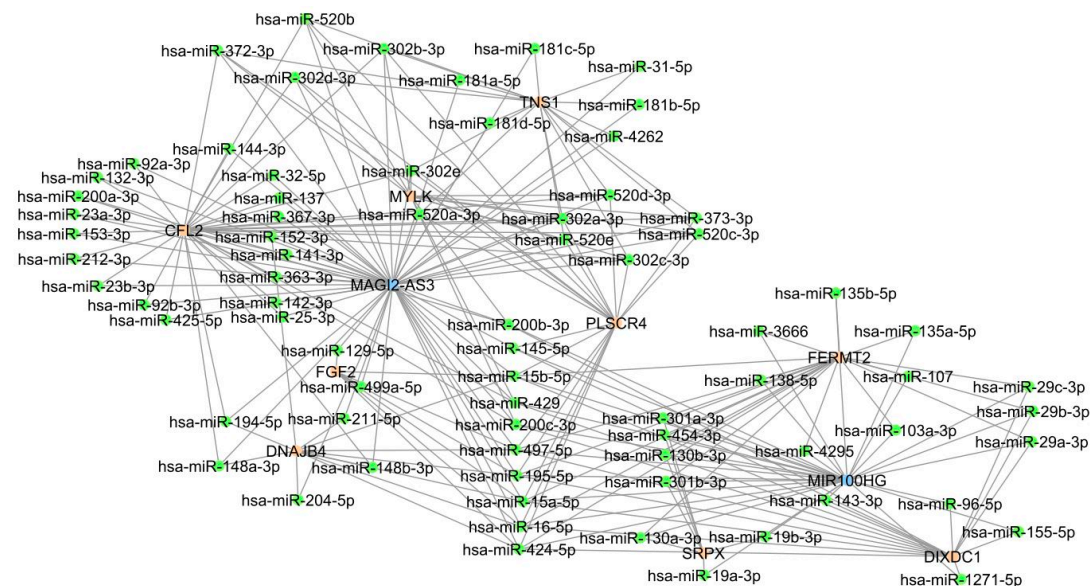 hsa-miR-520b
hsa-miR-372-3p
hsa-miR-302b-3p
hsa-miR-181c-5p
hsa-miR-31-5p
hsa-miR-302d-3p
hsa-miR-181a-5p
TNS1
hsa-miR-181b-5p
hsa-miR-181d-5p
hsa-miR-4262
hsa-miR-144-3p
hsa-miR-92a-3p
hsa-miR-132-3p
hsa-miR-32-5p
hsa-miR-302e
hsa-miR-200a-3p
hsa-miR-137
MYLK
hsa-miR-520d-3p
hsa-miR-23a-3p
hsa-miR-367-3p
hsa-miR-520a-3p
hsa-miR-302a-3p
hsa-miR-373-3p
CFL2
hsa-miR-153-3p
hsa-miR-152-3p
hsa-miR-520e
hsa-miR-520c-3p
hsa-miR-212-3p
hsa-miR-141-3p
hsa-miR-302c-3p
hsa-miR-363-3p
hsa-miR-23b-3p
MAGI2-AS3
hsa-miR-135b-5p
hsa-miR-92b-3p
hsa-miR-142-3p
hsa-miR-425-5p
hsa-miR-25-3p
hsa-miR-200b-3p
PLSCR4
hsa-miR-3666
hsa-miR-135a-5p
hsa-miR-129-5p
hsa-miR-145-5p
FERMT2
FGF2
hsa-miR-15b-5p
hsa-miR-138-5p
hsa-miR-107
hsa-miR-499a-5p
hsa-miR-29c-3p
hsa-miR-429
hsa-miR-29b-3p
hsa-miR-194-5p
hsa-miR-211-5p
hsa-miR-200c-3p
hsa-miR-301a-3p
hsa-miR-454-3p
hsa-miR-103a-3p
hsa-miR-29a-3p
DNAJB4
hsa-miR-497-5p
hsa-miR-130b-3p
hsa-miR-4295
hsa-miR-148a-3p
hsa-miR-148b-3p
hsa-miR-195-5p
hsa-miR-301b-3p
MIR100HG
hsa-miR-204-5p
hsa-miR-15a-5p
hsa-miR-143-3p
hsa-miR-96-5p
hsa-miR-16-5p
hsa-miR-130a-3p
hsa-miR-19b-3p
hsa-miR-155-5p
hsa-miR-424-5p
SRPX
DIXDC1
hsa-miR-19a-3p
hsa-miR-1271-5p